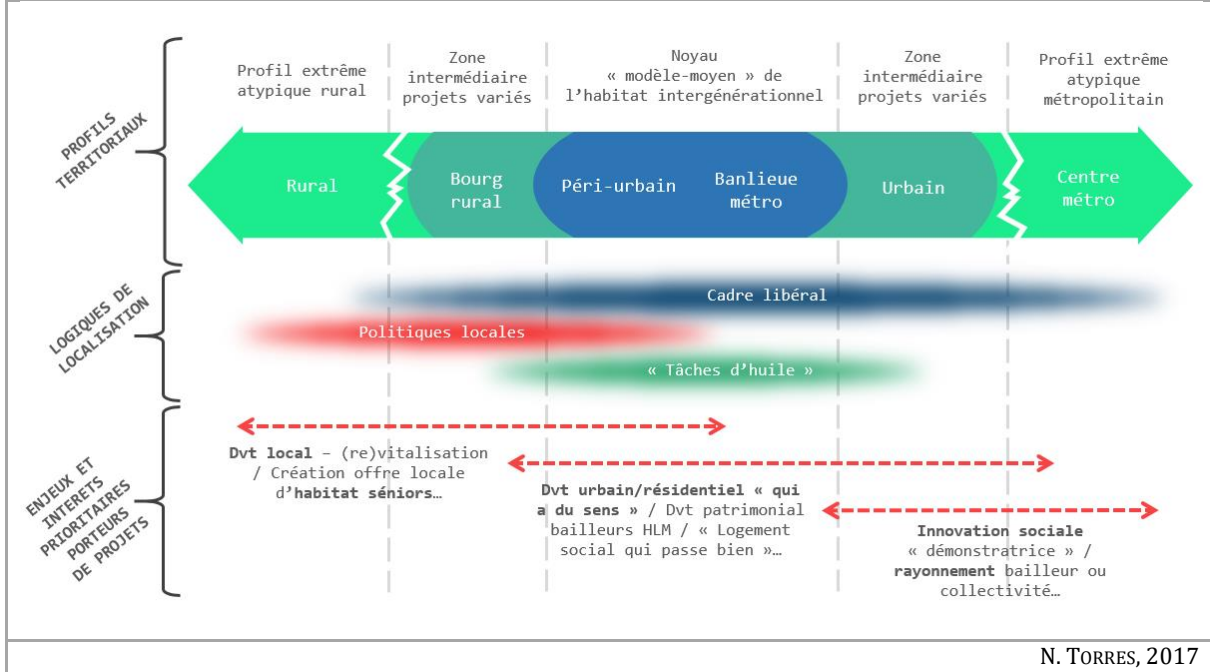 PROFILS
TERRITORIAUX
Profil extrême
atypique rural
Zone
intermédiaire
projets variés
Noyau
« modèle-moyen » de
l’habitat intergénérationnel
Zone
intermédiaire
projets variés
Profil extrême
atypique
métropolitain
Rural
Bourg
rural
Péri-urbain
Banlieue
métro
Urbain
Centre
métro
LOGIQUES DE
LOCALISATION
Cadre libéral
Politiques locales
« Tâches d’huile »
ENJEUX ET
INTERETS
PRIORITAIRES
PORTEURS
DE PROJETS
Dvt local – (re)vitalisation
/ Création offre locale
d’habitat séniors…
Dvt urbain/résidentiel « qui
a du sens » / Dvt patrimonial
bailleurs HLM / « Logement
social qui passe bien »…
Innovation sociale
« démonstratrice » /
rayonnement bailleur ou
collectivité…
N. TORRES, 2017